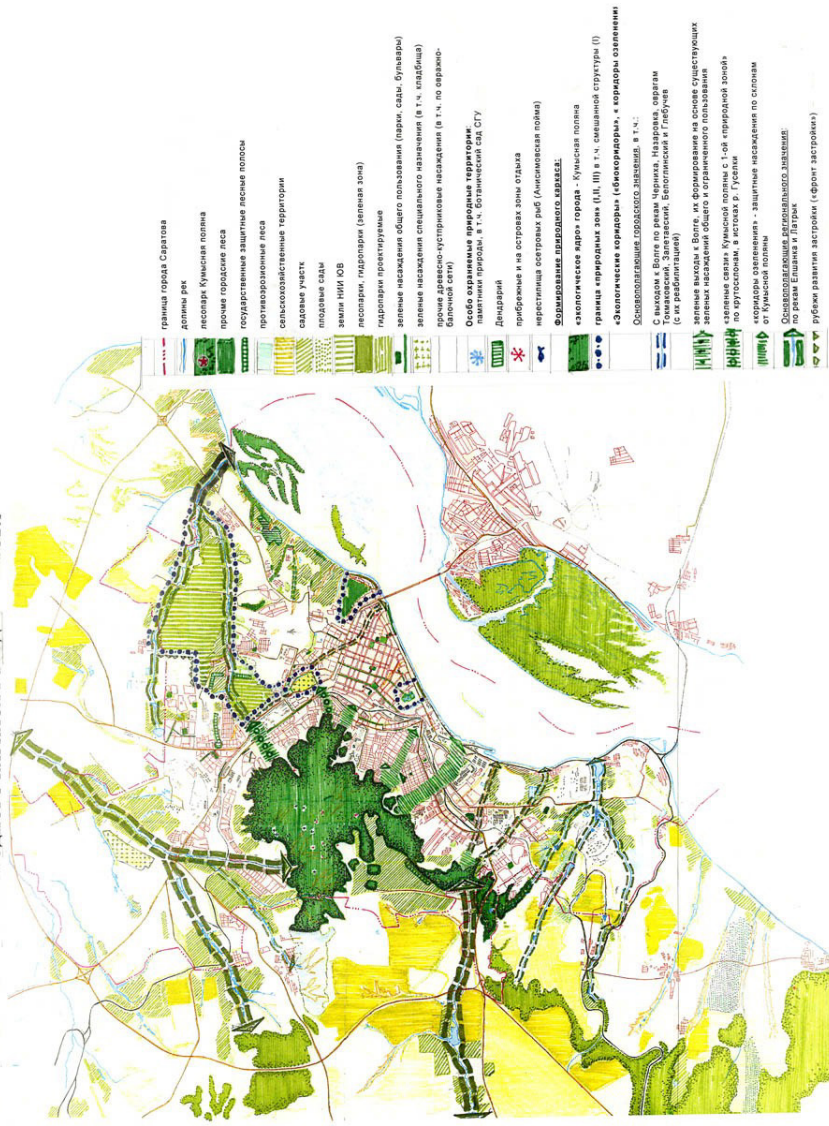 граница города Саратова
долины рек
лесопарк Кумысная поляна
прочие городские леса
государственные защитные лесные полосы
противоэрозионные леса
сельскохозяйственные территории
садовые участк
плодовые сады
земли НИИ ЮВ
лесопарки, гидропарки (зеленая зона)
гидропарки проектируемые
зеленые насаждения общего пользования (парки, сады, бульвары)
зеленые насаждения специального назначения (в т.ч. кладбища)
прочие древесно-кустприниковые насаждения (в т.ч. по овражно-
балочной сети)
Особо охраняемые природные территории:
памятники природы, в т.ч. ботанический сад СГУ
Дендрарий
прибрежные и на островах зоны отдыха
нерестилища осетровых рыб (Анисимовская пойма)
Формирование природного каркаса:
«экологическое ядро» города - Кумысная поляна
граница «природных зон» (I,II, III) в т.ч. смешанной структуры (I)
«Экологические коридоры» («биокоридоры», « коридоры озеленени
Основополагающие городского значения, в т.ч.:
С выходом к Волге по рекам Черниха, Назаровка, оврагам
Токмаковский, Залетаевский, Белоглинский и Глебучев
(с их реабилитацией)
зеленые выходы к Волге, их формирование на основе существующих
зеленых насаждений общего и ограниченного пользования
«зеленые связи» Кумысной поляны с 1-ой «природной зоной»
по крутосклонам, в истоках р. Гуселки
«коридоры озеленения» - защитные насаждения по склонам
от Кумысной поляны
Основополагающие регионального значения:
по рекам Елшанка и Латрык
рубежи развития застройки («фронт застройки»)